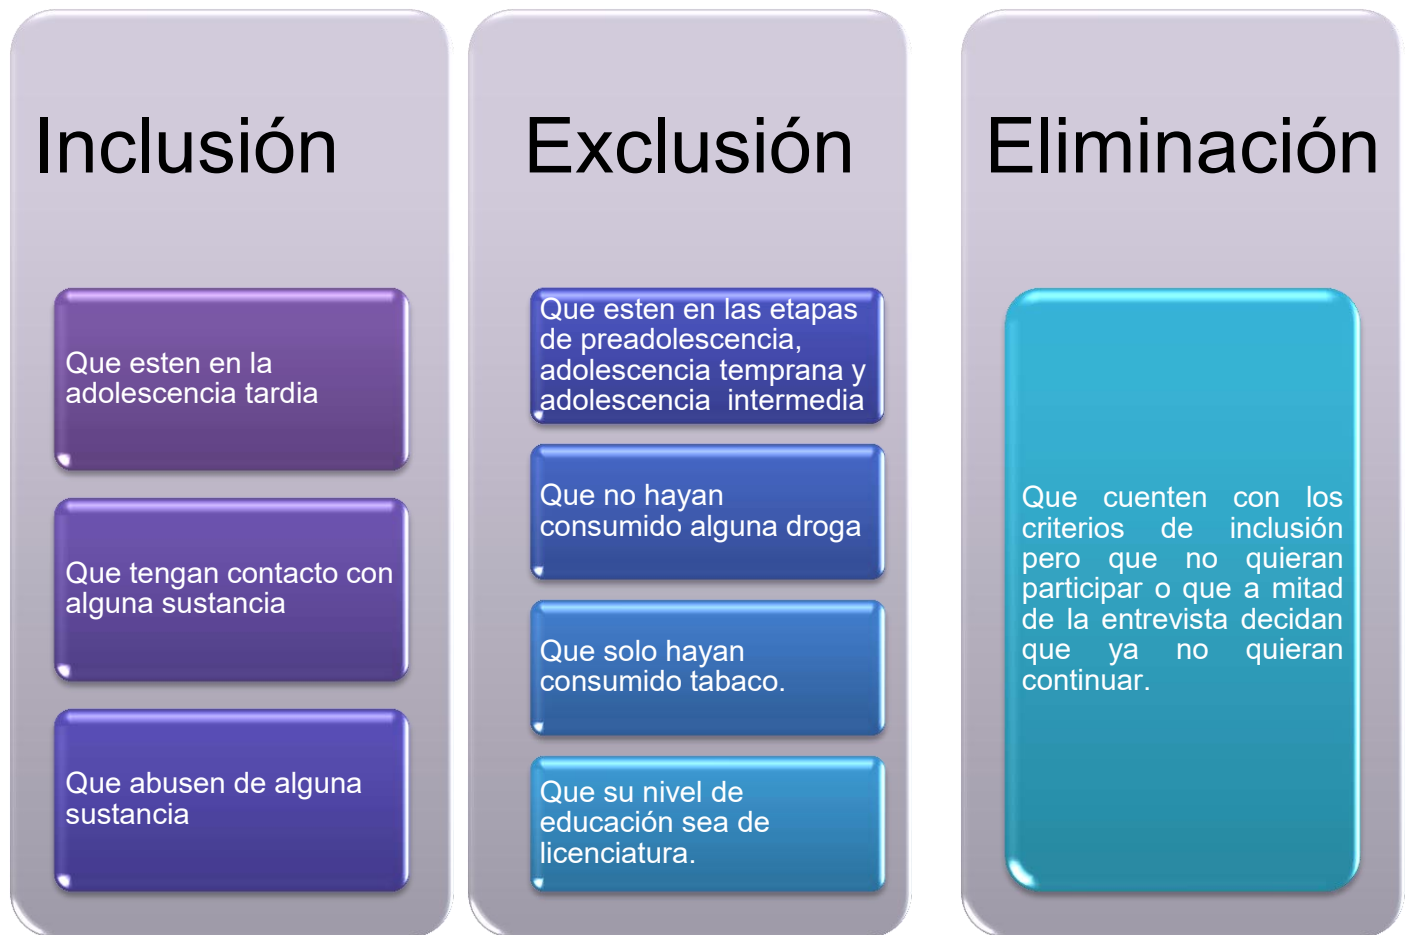 Inclusión
Que esten en la
adolescencia tardia
Que tengan contacto con
alguna sustancia
Que abusen de alguna
sustancia
Exclusión
Que esten en las etapas
de preadolescencia,
adolescencia temprana y
adolescencia intermedia
Que no hayan
consumido alguna droga
Que solo hayan
consumido tabaco.
Que su nivel de
educación sea de
licenciatura.
Eliminación
Que cuenten con los
criterios de inclusión
pero que no quieran
participar o que a mitad
de la entrevista decidan
que ya no quieran
continuar.